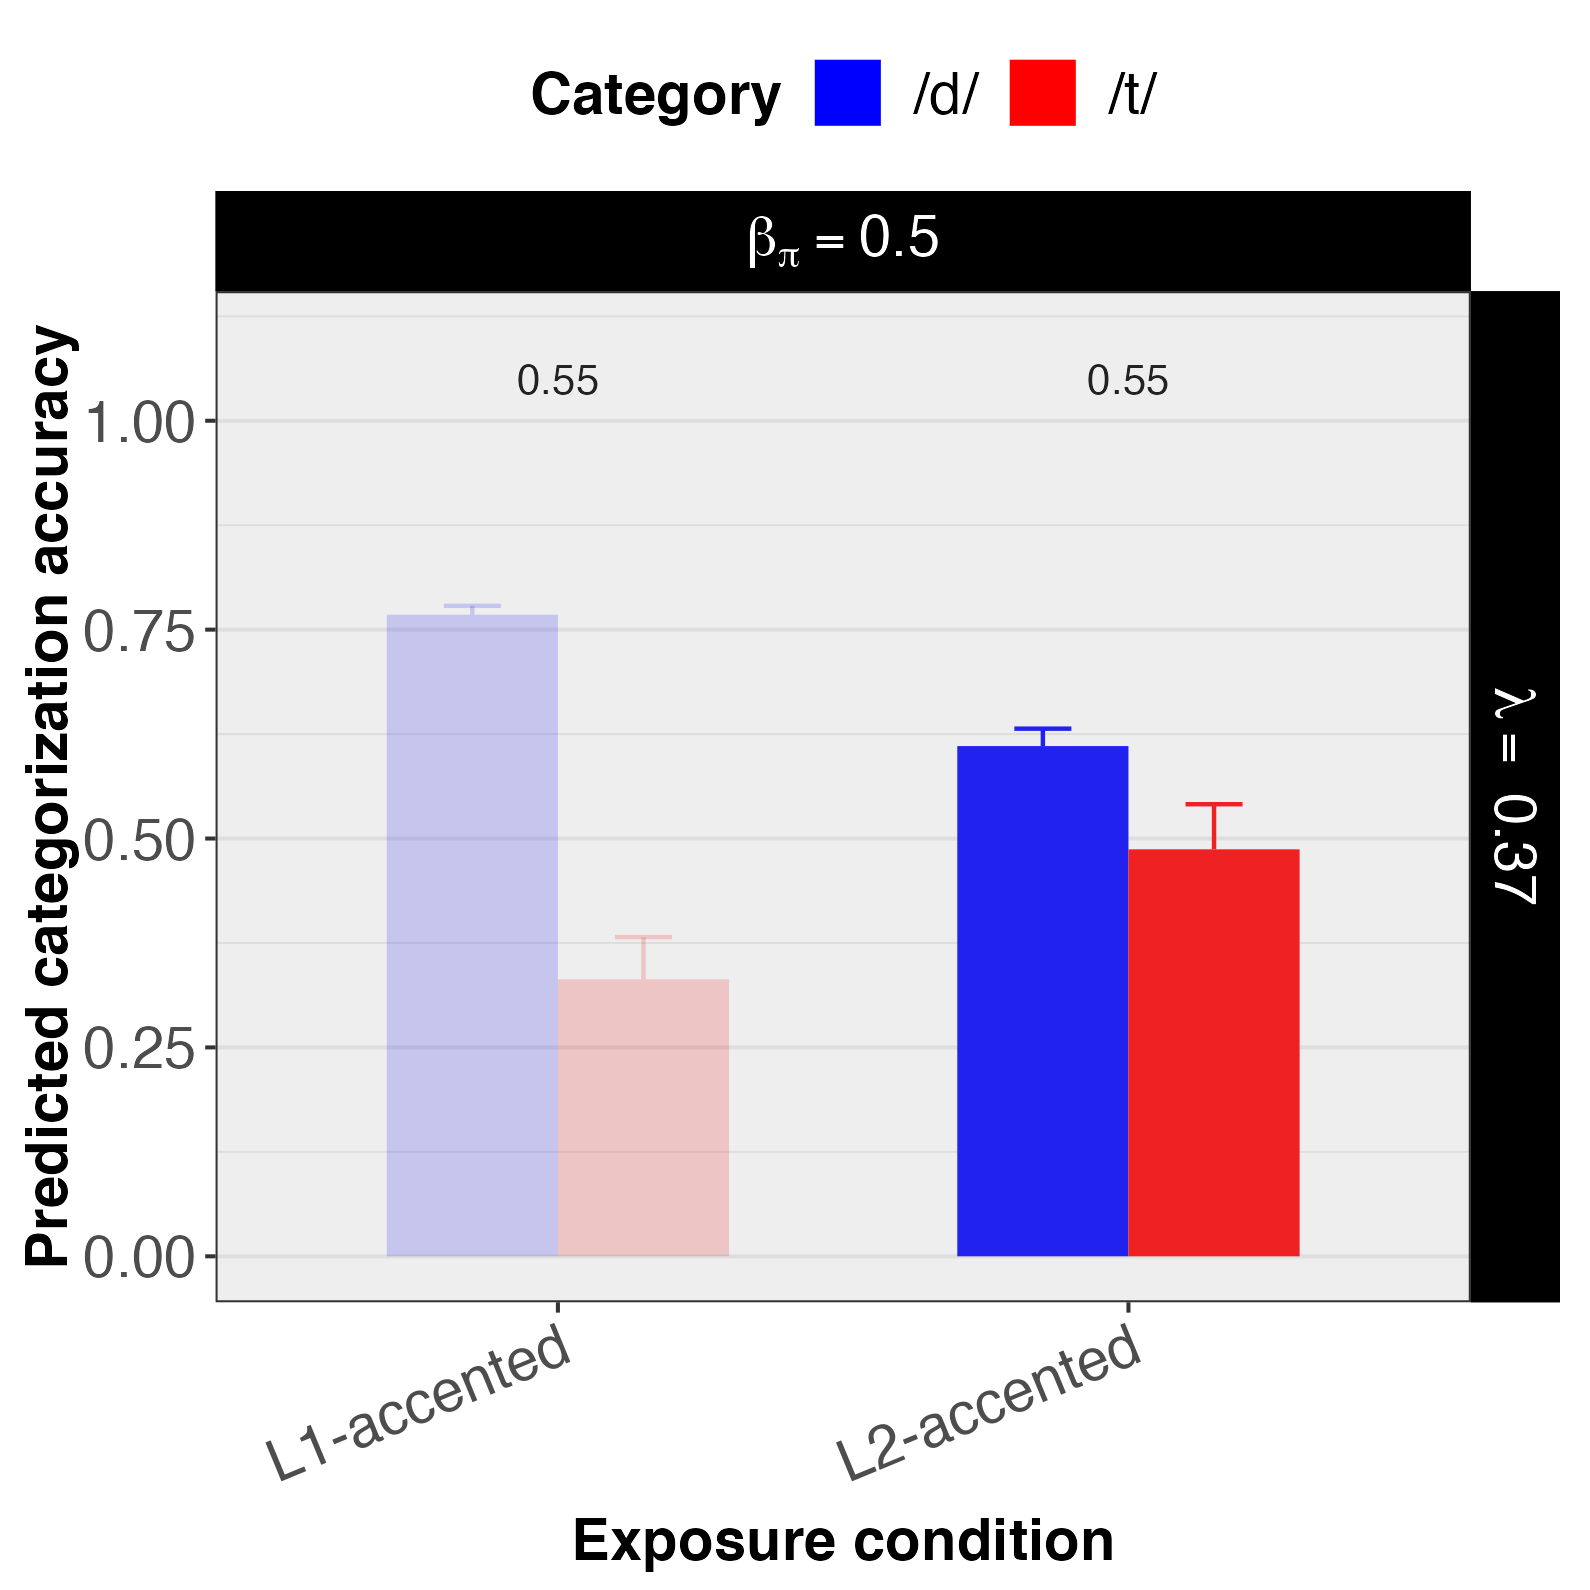 Category /d/ /t/
βπ = 0.5
λ = 0.37
Predicted categorization accuracy
0.55 0.55
1.00
0.75
0.50
0.25
0.00
L1-accented L2-accented
Exposure condition